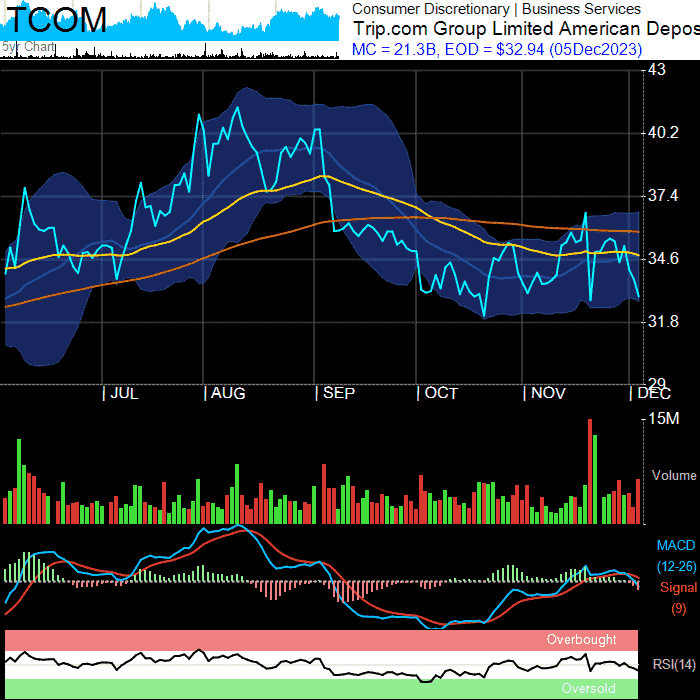 TCOM
5yr Chart
Consumer Discretionary | Business Services
Trip.com Group Limited American Depos
MC = 21.3B, EOD = $32.94 (05Dec2023)
43
40.2
37.4
34.6
31.8
29
JUL
AUG
SEP
OCT
NOV
DEC
15M
Volume
MACD
(12-26)
Signal
(9)
Overbought
RSI(14)
Oversold